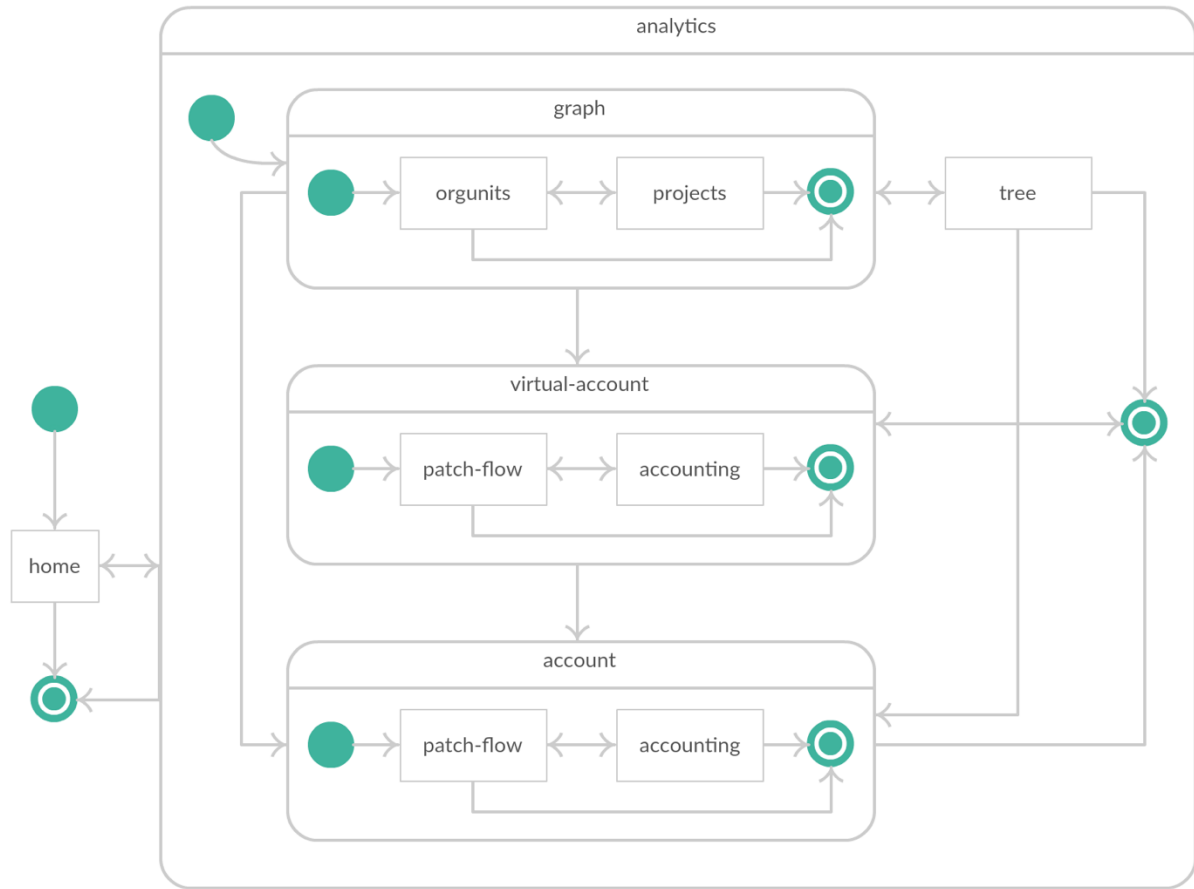 analytics
graph
orgunits
projects
tree
virtual-account
patch-flow
accounting
home
account
patch-flow
accounting